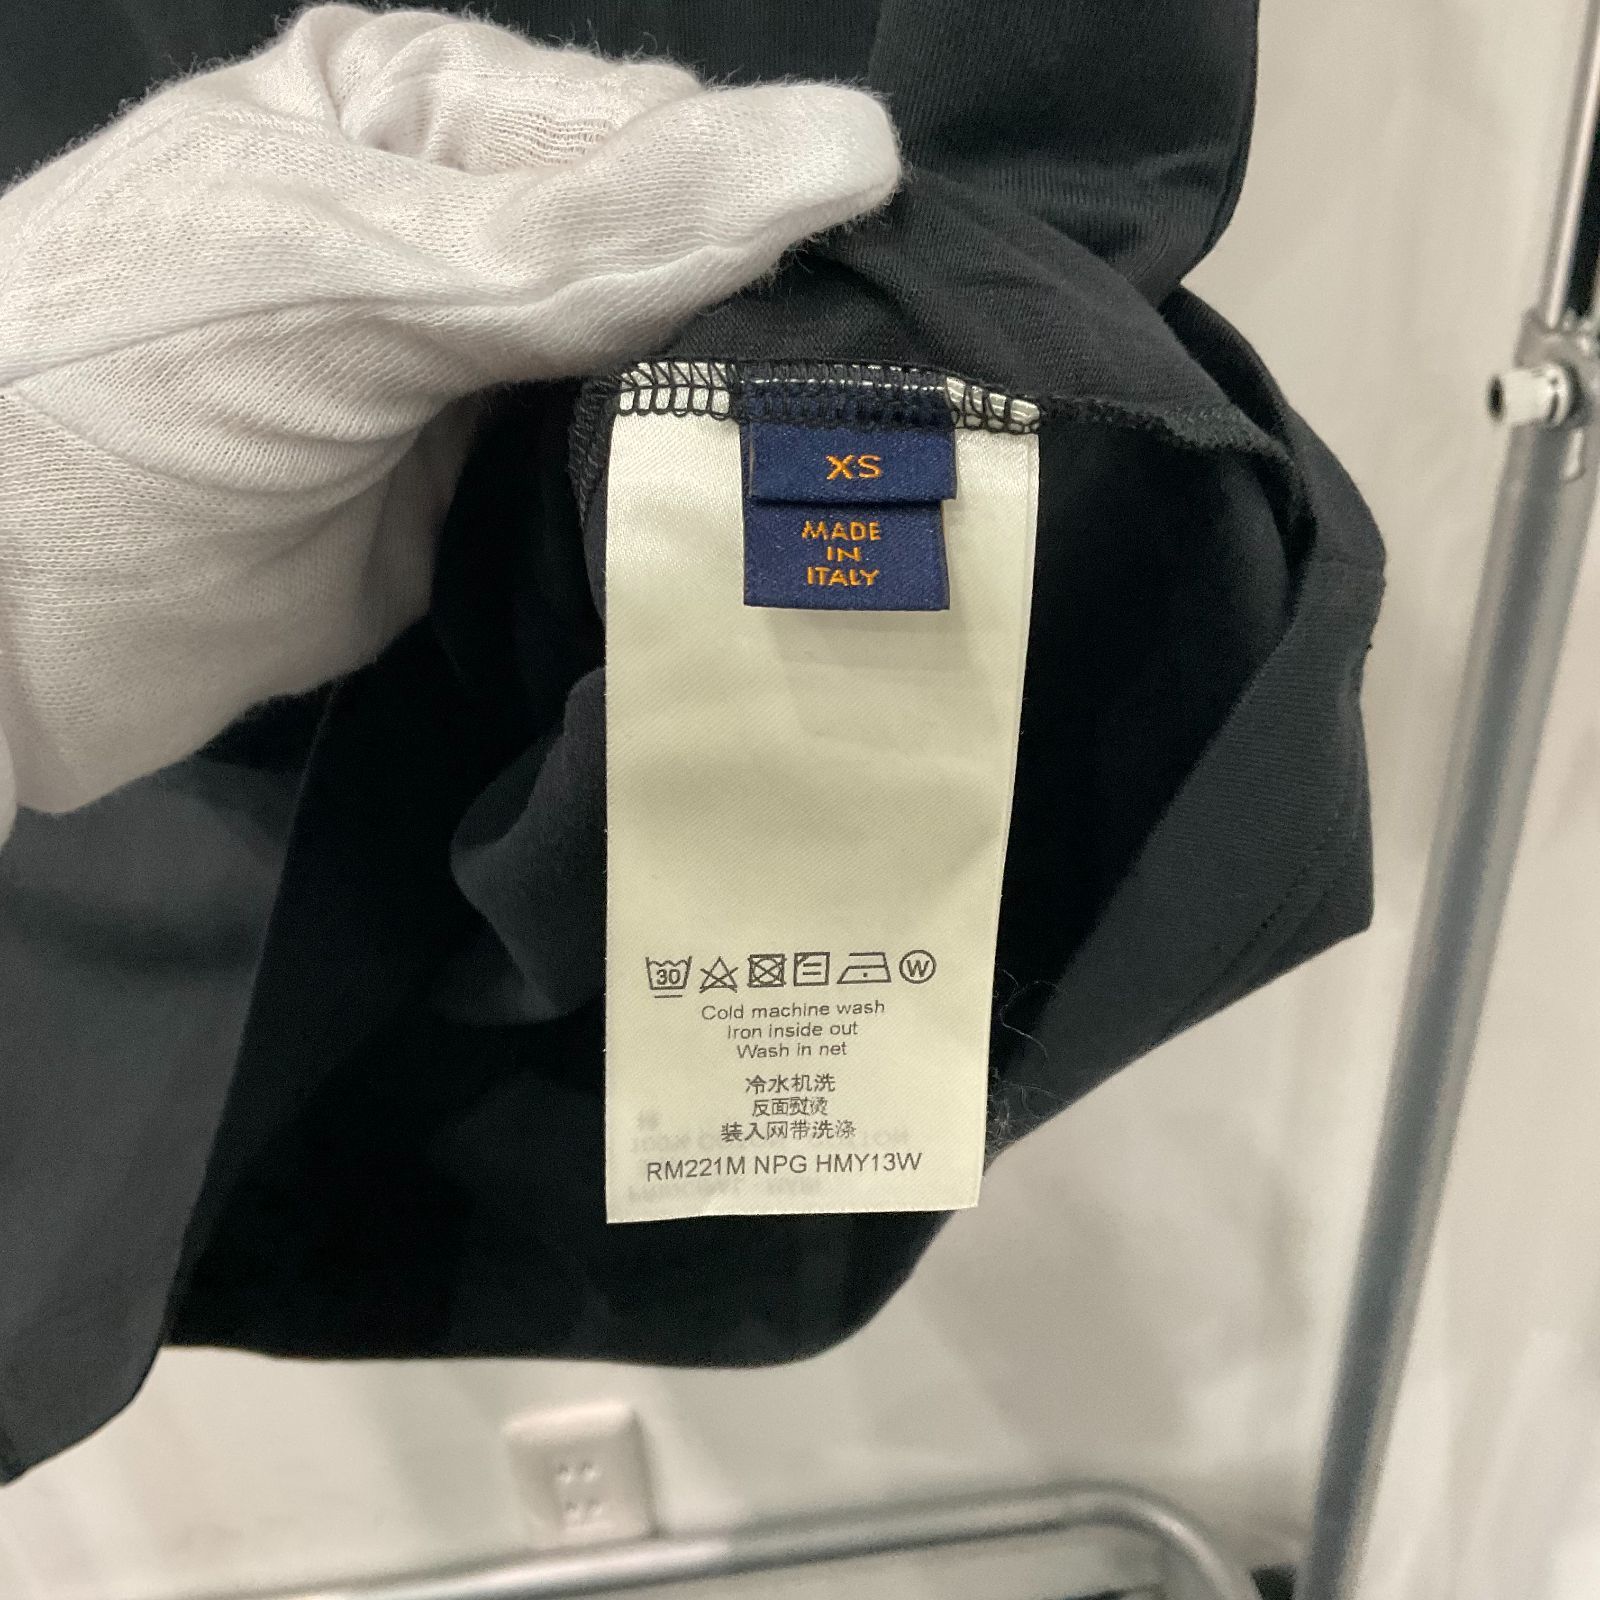 XS
MADE
IN
ITALY
30 W
Cold machine wash
Iron inside out
Wash in net
冷水机洗
反面熨烫
装入网带洗涤
RM221M NPG HMY13W